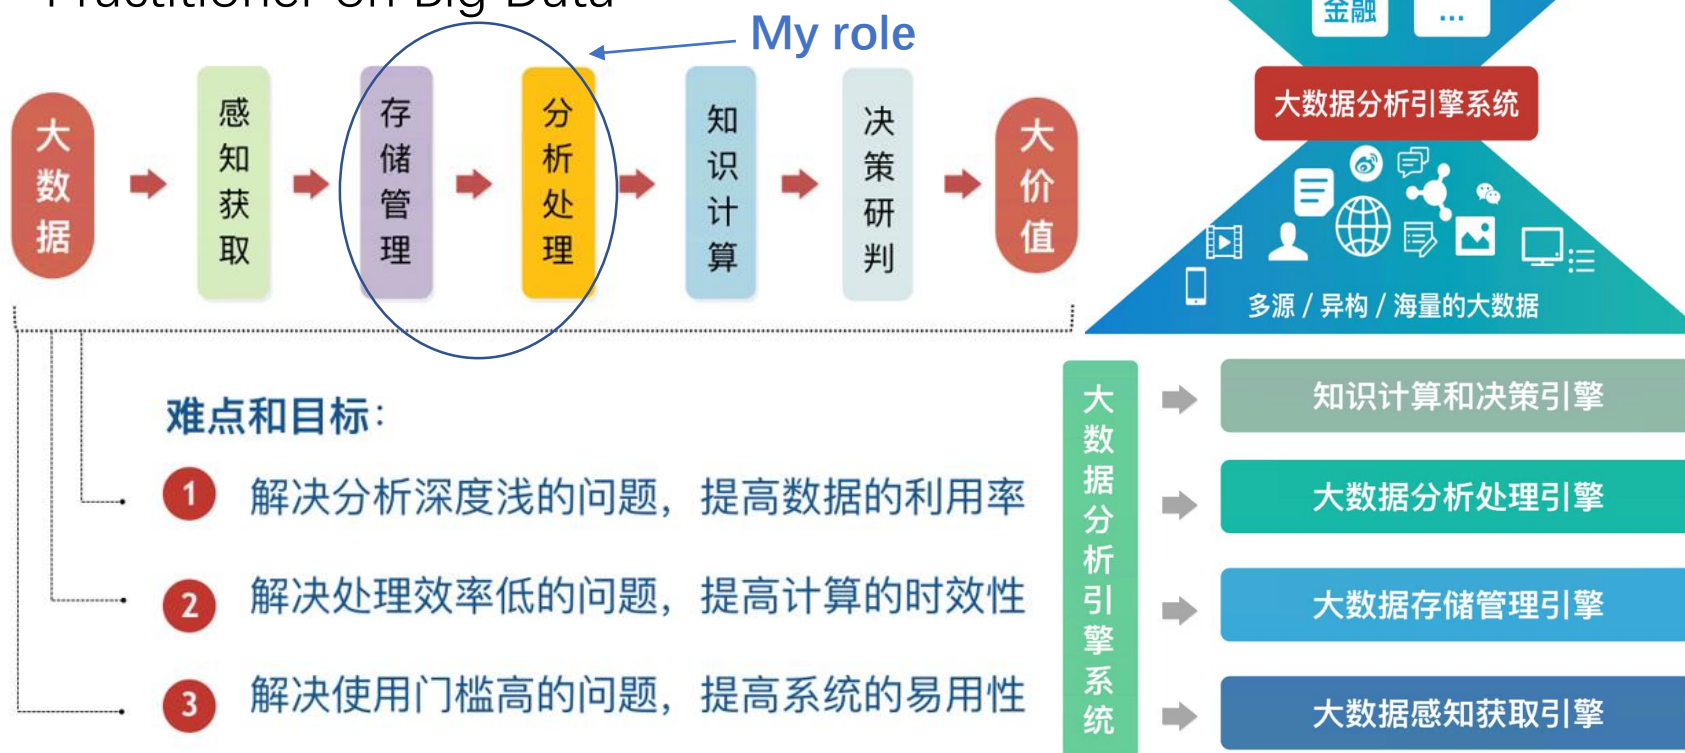 Practitioner on Big Data
My role
大数据
感知获取
存储管理
分析处理
知识计算
决策研判
大价值
难点和目标：
1 解决分析深度浅的问题，提高数据的利用率
2 解决处理效率低的问题，提高计算的时效性
3 解决使用门槛高的问题，提高系统的易用性
金融
...
大数据分析引擎系统
多源 / 异构 / 海量的大数据
大数据分析引擎系统
知识计算和决策引擎
大数据分析处理引擎
大数据存储管理引擎
大数据感知获取引擎